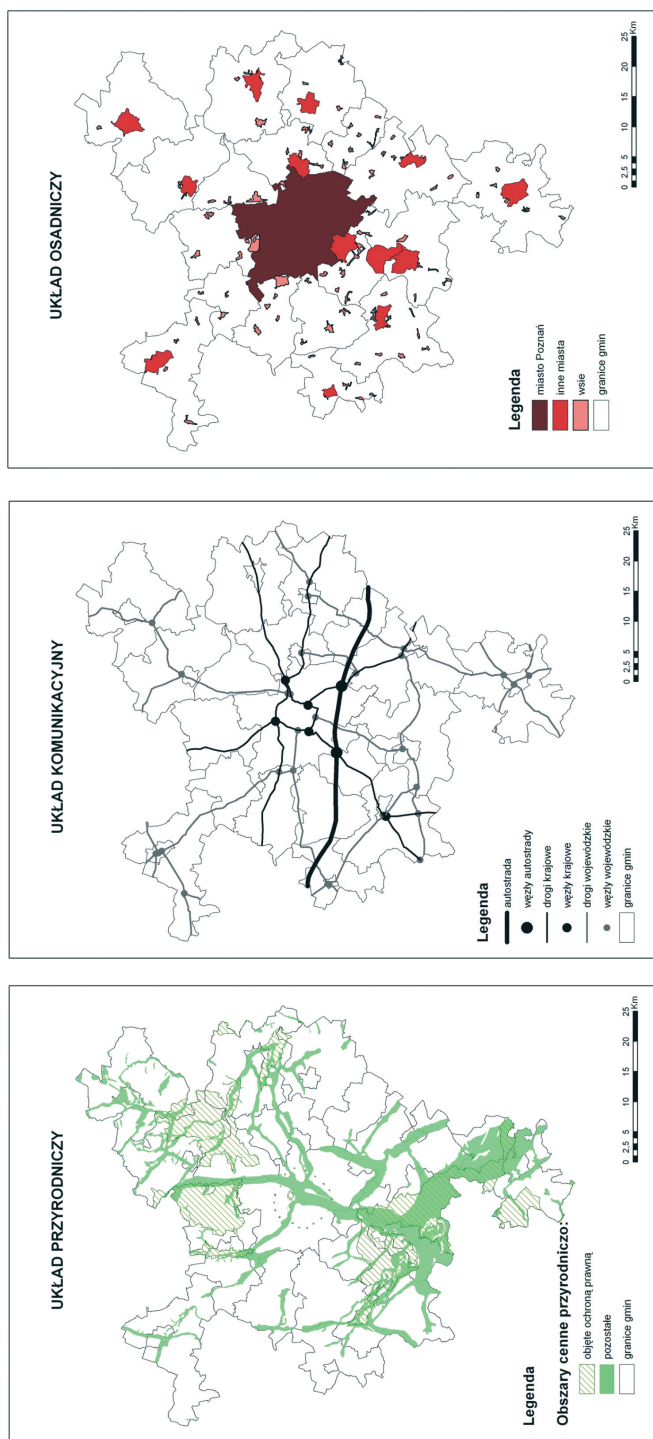 UKŁAD PRZYRODNICZY
Legenda
Obszary cenne przyrodniczo:
objęte ochroną prawną
pozostałe
granice gmin
0 2.5 5 10 15 20 25
Km
UKŁAD KOMUNIKACYJNY
Legenda
autostrada
węzły autostrady
drogi krajowe
węzły krajowe
drogi wojewódzkie
węzły wojewódzkie
granice gmin
0 2.5 5 10 15 20 25
Km
UKŁAD OSADNICZY
Legenda
miasto Poznań
inne miasta
wsie
granice gmin
0 2.5 5 10 15 20 25
Km